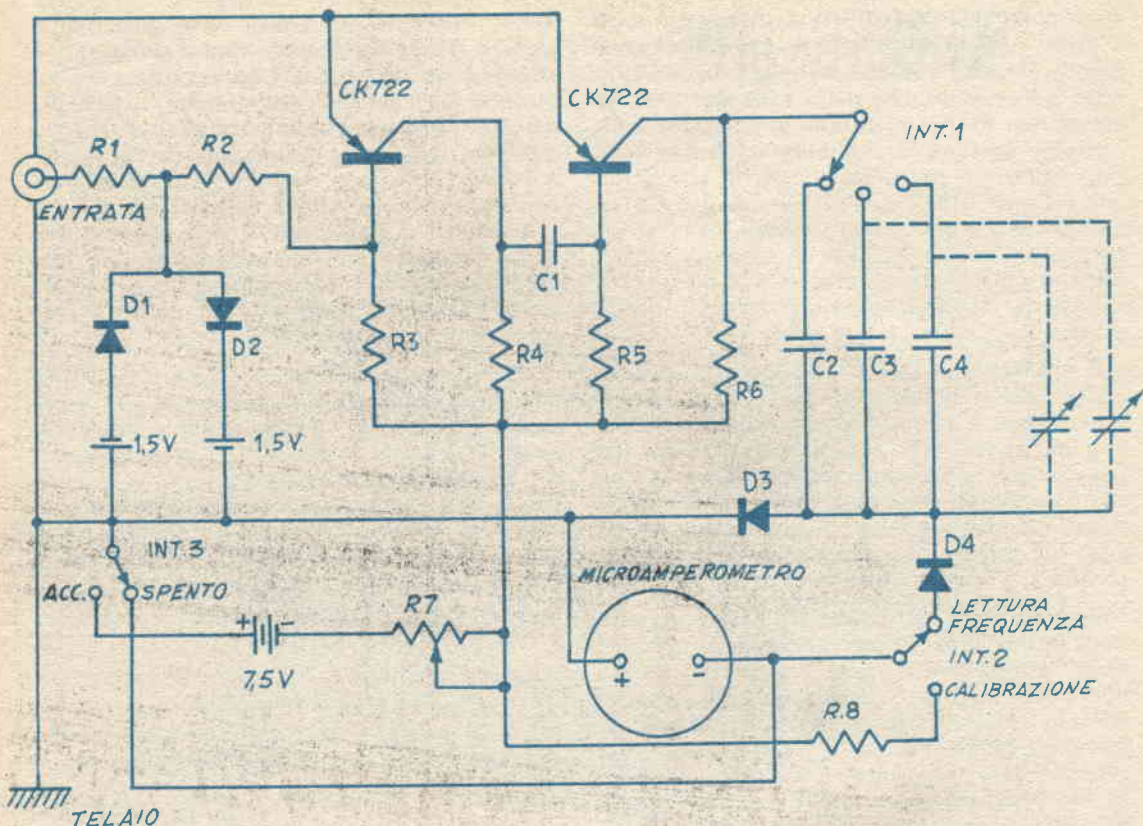 CK722
CK722
INT.1
R1
R2
ENTRATA
D1
D2
R3
R4
C1
R5
R6
C2
C3
C4
1,5V
1,5V.
D3
D4
INT.3
ACC.
SPENTO
MICROAMPEROMETRO
LETTURA
FREQUENZA
R7
+
-
7,5V
+
-
INT.2
CALIBRAZIONE
R.8
TELAIO